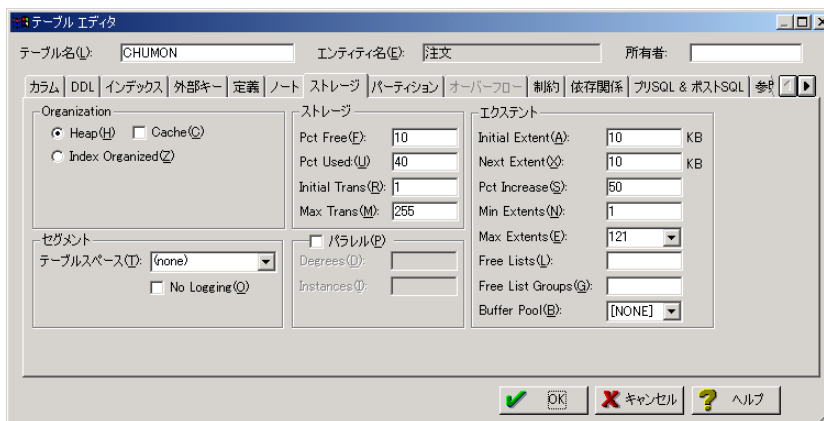 テーブル エディタ
テーブル名(L): CHUMON エンティティ名(E): 注文 所有者:
カラム DDL インデックス 外部キー 定義 ノート ストレージ パーティション オーバーフロー 制約 依存関係 プリSQL & ポストSQL
Organization
Heap(H) Cache(C)
Index Organized(Z)
セグメント
テーブルスペース(T): (none)
No Logging(O)
ストレージ
Pct Free(F): 10
Pct Used:(U) 40
Initial Trans(R): 1
Max Trans(M): 255
パラレル(P)
Degrees(D):
Instances(I):
エクステント
Initial Extent(A): 10 KB
Next Extent(X): 10 KB
Pct Increase(S): 50
Min Extents(N): 1
Max Extents(E): 121
Free Lists(L):
Free List Groups(G):
Buffer Pool(B): [NONE]
OK キャンセル ヘルプ